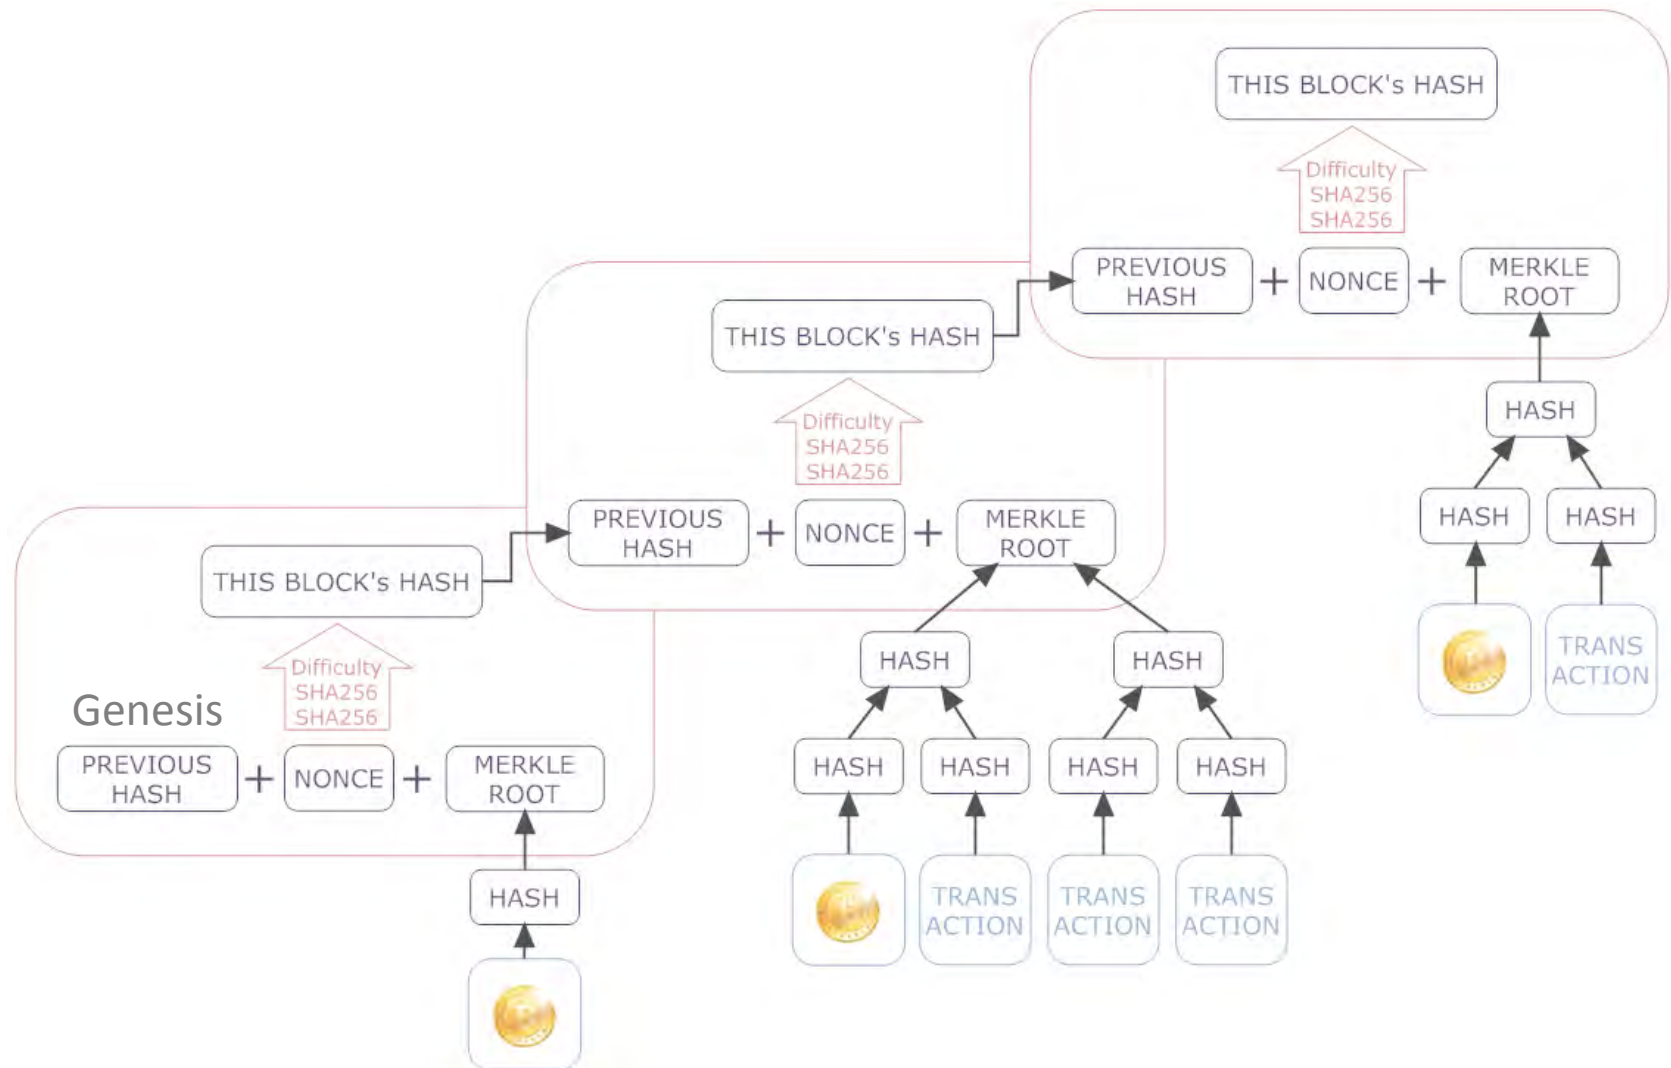 THIS BLOCK's HASH
Difficulty
SHA256
SHA256
PREVIOUS
HASH
+
NONCE
+
MERKLE
ROOT
HASH
HASH
HASH
TRANS
ACTION
THIS BLOCK's HASH
Difficulty
SHA256
SHA256
PREVIOUS
HASH
+
NONCE
+
MERKLE
ROOT
HASH
HASH
HASH
HASH
HASH
HASH
TRANS
ACTION
TRANS
ACTION
TRANS
ACTION
THIS BLOCK's HASH
Difficulty
SHA256
SHA256
Genesis
PREVIOUS
HASH
+
NONCE
+
MERKLE
ROOT
HASH